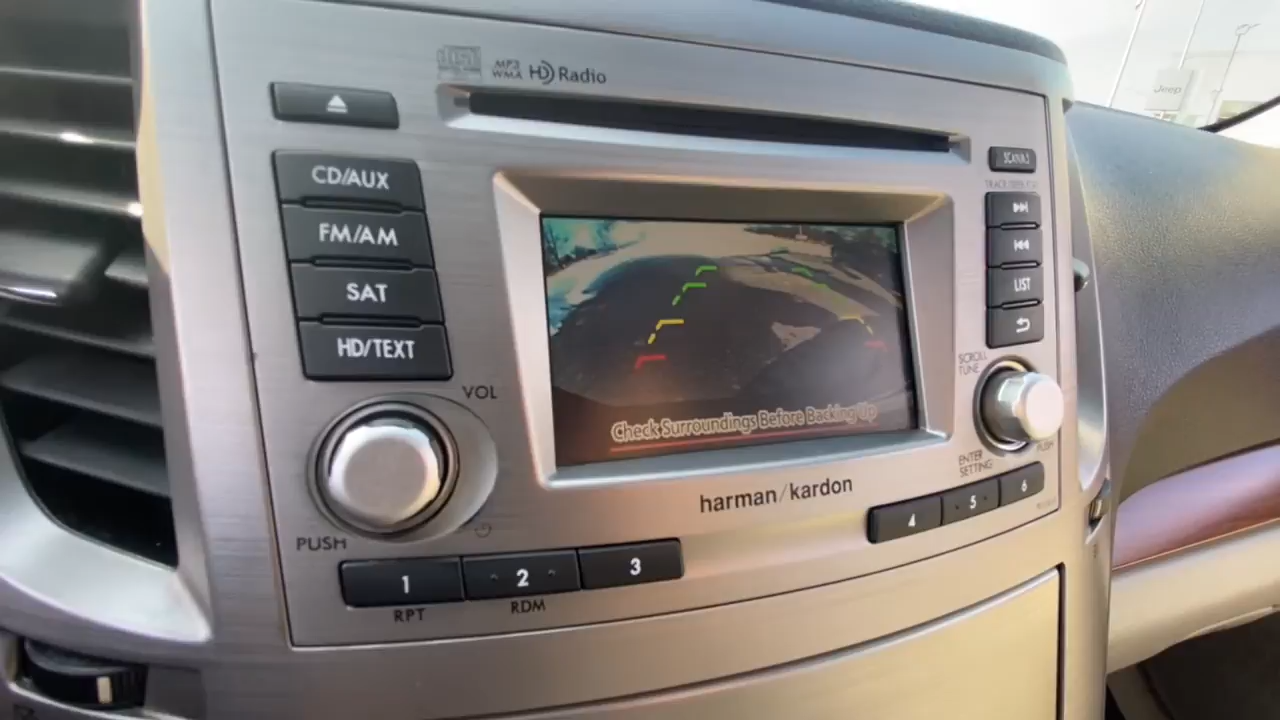 MP3
WMA
HD Radio
Jeep
CD/AUX
FM/AM
SAT
HD/TEXT
LIST
VOL
SCROLL
TUNE
Check Surroundings Before Backing Up
PUSH
ENTER
SETTING
PUSH
harman/kardon
1
2
3
4
5
6
RPT
RDM